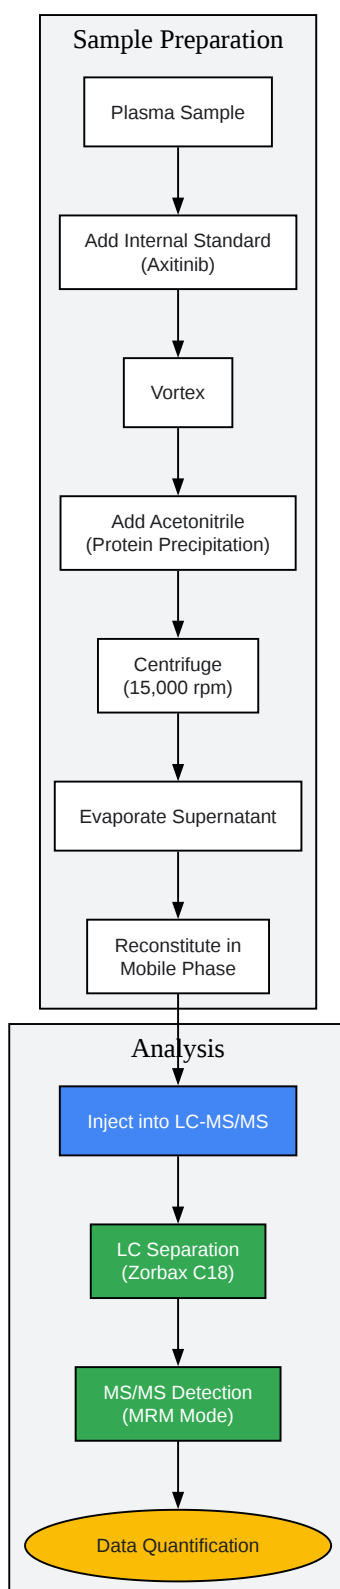 Sample Preparation
Plasma Sample
Add Internal Standard
(Axitinib)
Vortex
Add Acetonitrile
(Protein Precipitation)
Centrifuge
(15,000 rpm)
Evaporate Supernatant
Reconstitute in
Mobile Phase
Analysis
Inject into LC-MS/MS
LC Separation
(Zorbax C18)
MS/MS Detection
(MRM Mode)
Data Quantification